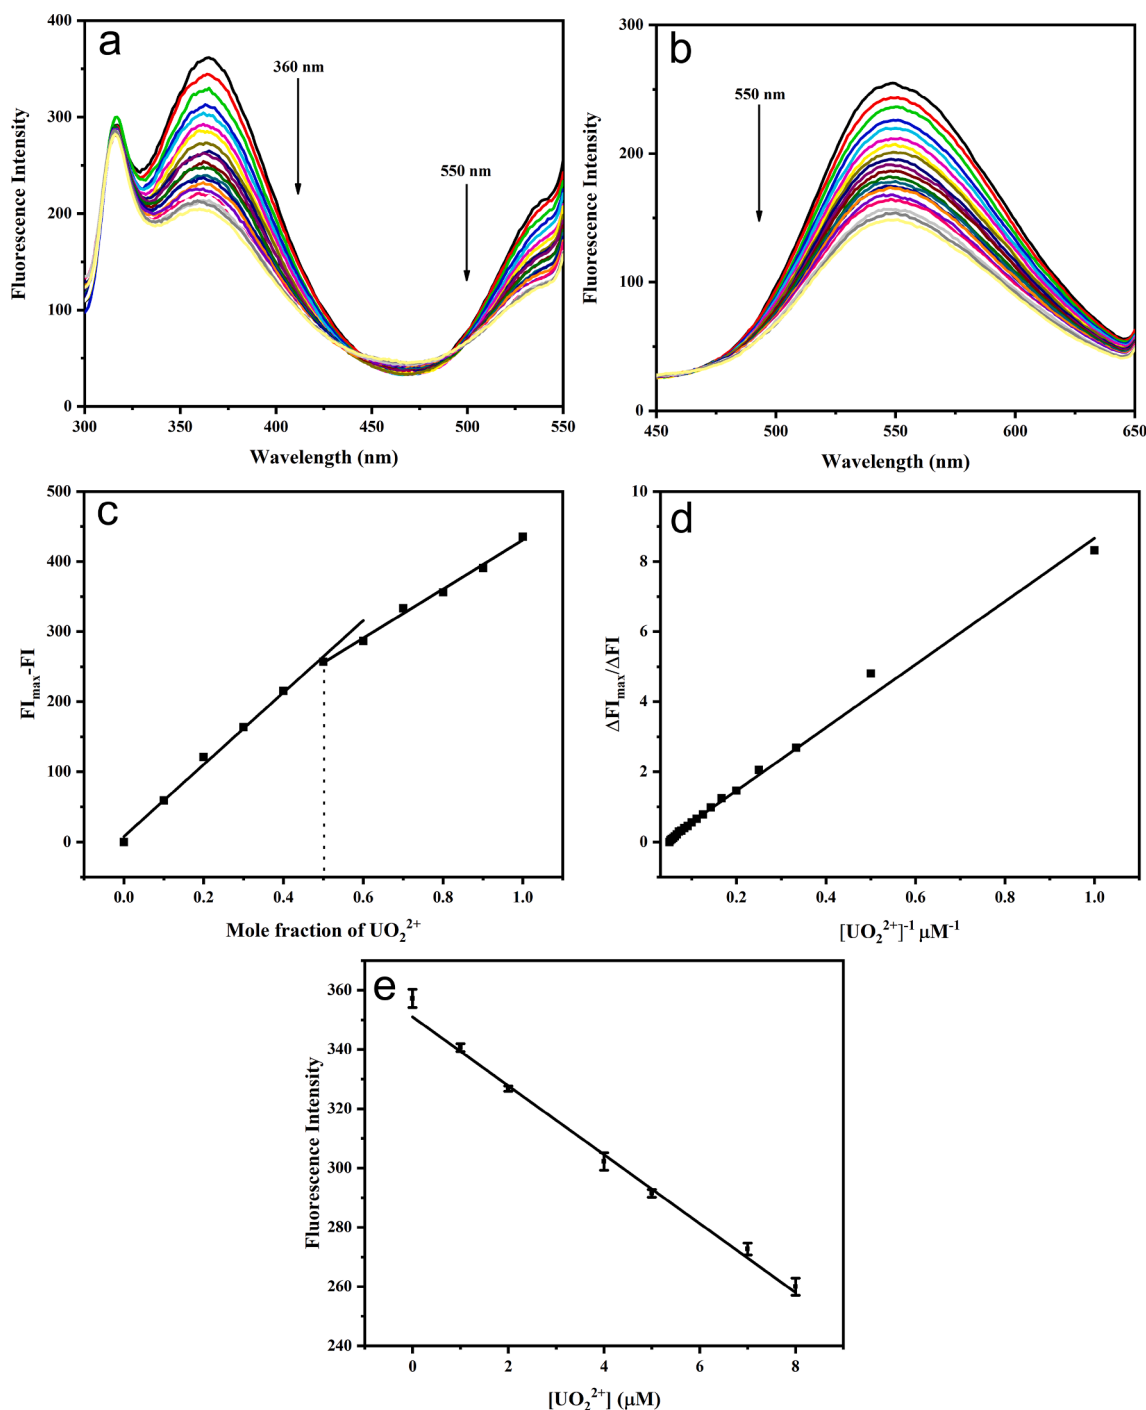 a
360 nm
550 nm
Fluorescence Intensity
400
300
200
100
0
300 350 400 450 500 550
Wavelength (nm)
b
550 nm
Fluorescence Intensity
300
200
100
0
450 500 550 600 650
Wavelength (nm)
c
FI_max-FI
500
400
300
200
100
0
0.0 0.2 0.4 0.6 0.8 1.0
Mole fraction of UO₂²⁺
d
ΔFI_max/ΔFI
10
8
6
4
2
0
0.2 0.4 0.6 0.8 1.0
[UO₂²⁺]⁻¹ μM⁻¹
e
Fluorescence Intensity
360
340
320
300
280
260
240
0 2 4 6 8
[UO₂²⁺] (μM)